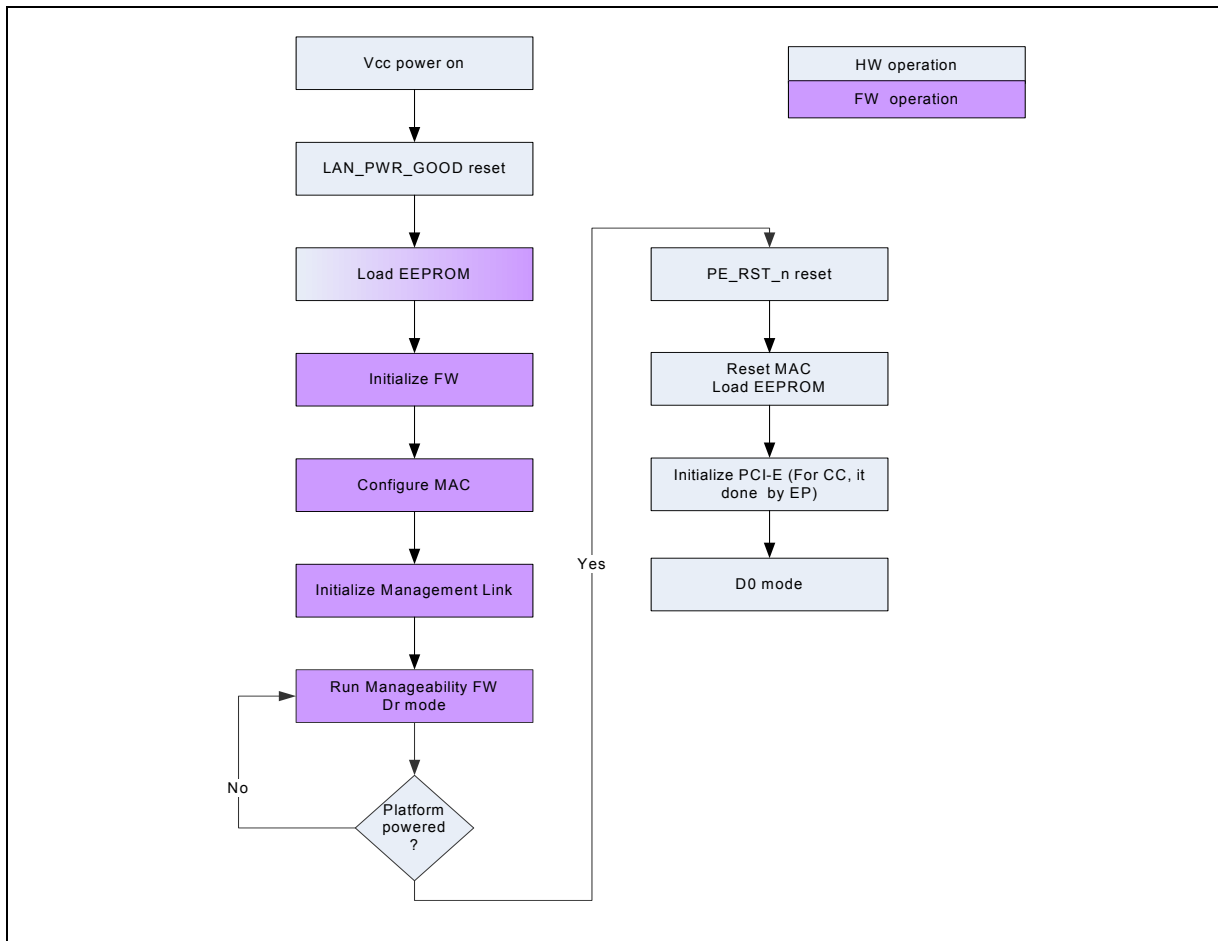 Vcc power on
LAN_PWR_GOOD reset
Load EEPROM
Initialize FW
Configure MAC
Initialize Management Link
Run Manageability FW
Dr mode
No
Platform
powered
?
Yes
HW operation
FW operation
PE_RST_n reset
Reset MAC
Load EEPROM
Initialize PCI-E (For CC, it
done by EP)
D0 mode